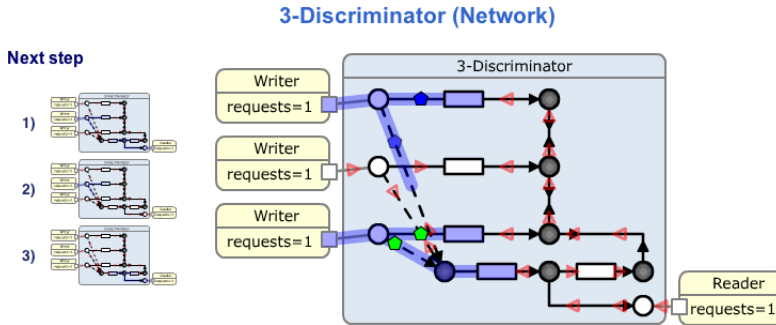 3-Discriminator (Network)
Next step
1)
2)
3)
3-Discriminator
Writer
requests=1
Writer
requests=1
Writer
requests=1
Reader
requests=1